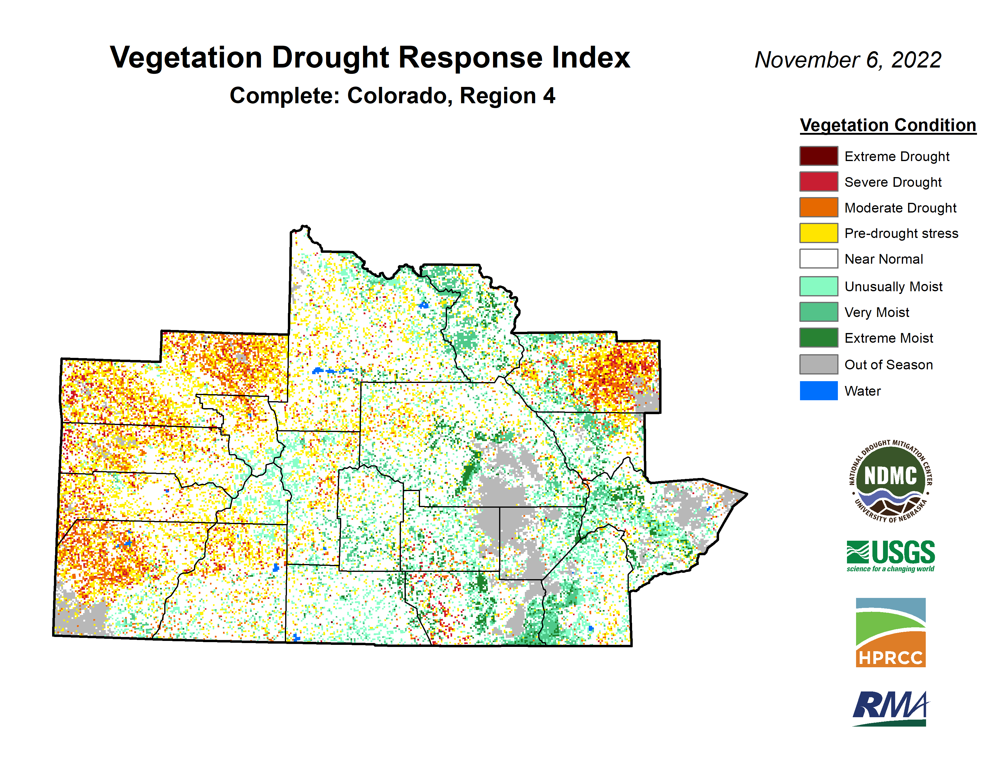 Vegetation Drought Response Index
November 6, 2022
Complete: Colorado, Region 4
Vegetation Condition
Extreme Drought
Severe Drought
Moderate Drought
Pre-drought stress
Near Normal
Unusually Moist
Very Moist
Extreme Moist
Out of Season
Water
NATIONAL DROUGHT MITIGATION CENTER
NDMC
UNIVERSITY OF NEBRASKA
USGS
science for a changing world
HPRCC
RMA